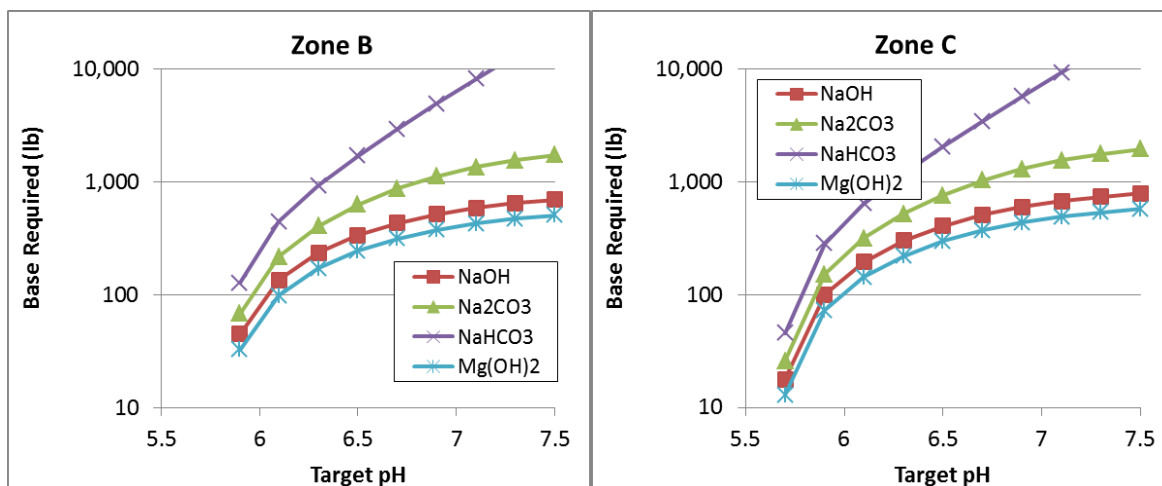 Zone B
Base Required (lb)
10,000
1,000
100
10
NaOH
Na2CO3
NaHCO3
Mg(OH)2
5.5 6 6.5 7 7.5
Target pH
Zone C
Base Required (lb)
10,000
1,000
100
10
NaOH
Na2CO3
NaHCO3
Mg(OH)2
5.5 6 6.5 7 7.5
Target pH